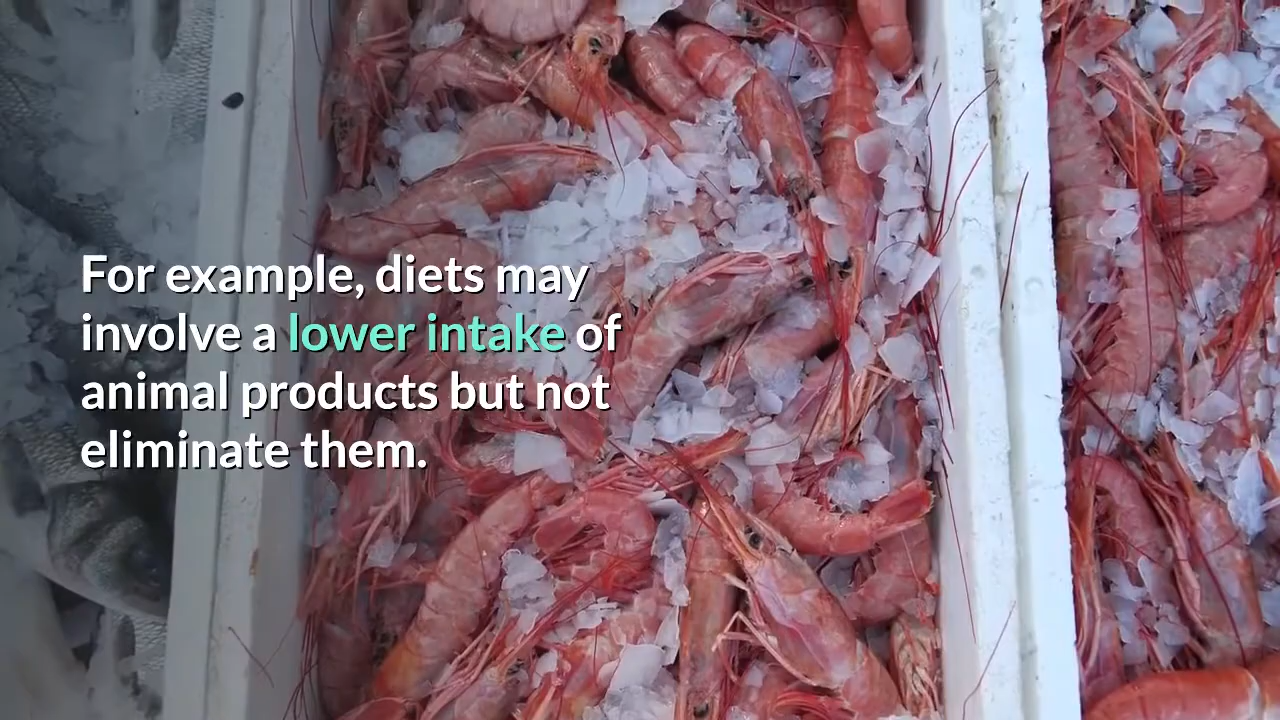 For example, diets may
involve a lower intake of
animal products but not
eliminate them.